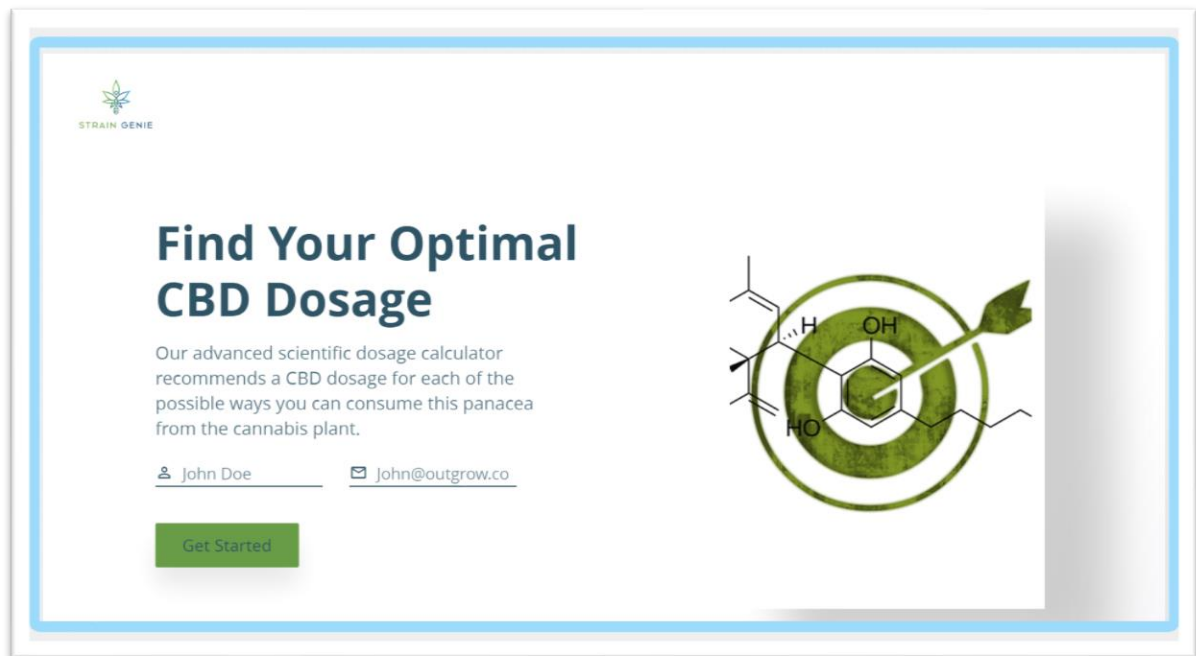 STRAIN GENIE
Find Your Optimal
CBD Dosage
Our advanced scientific dosage calculator
recommends a CBD dosage for each of the
possible ways you can consume this panacea
from the cannabis plant.
John Doe
John@outgrow.co
Get Started
H
OH
HO